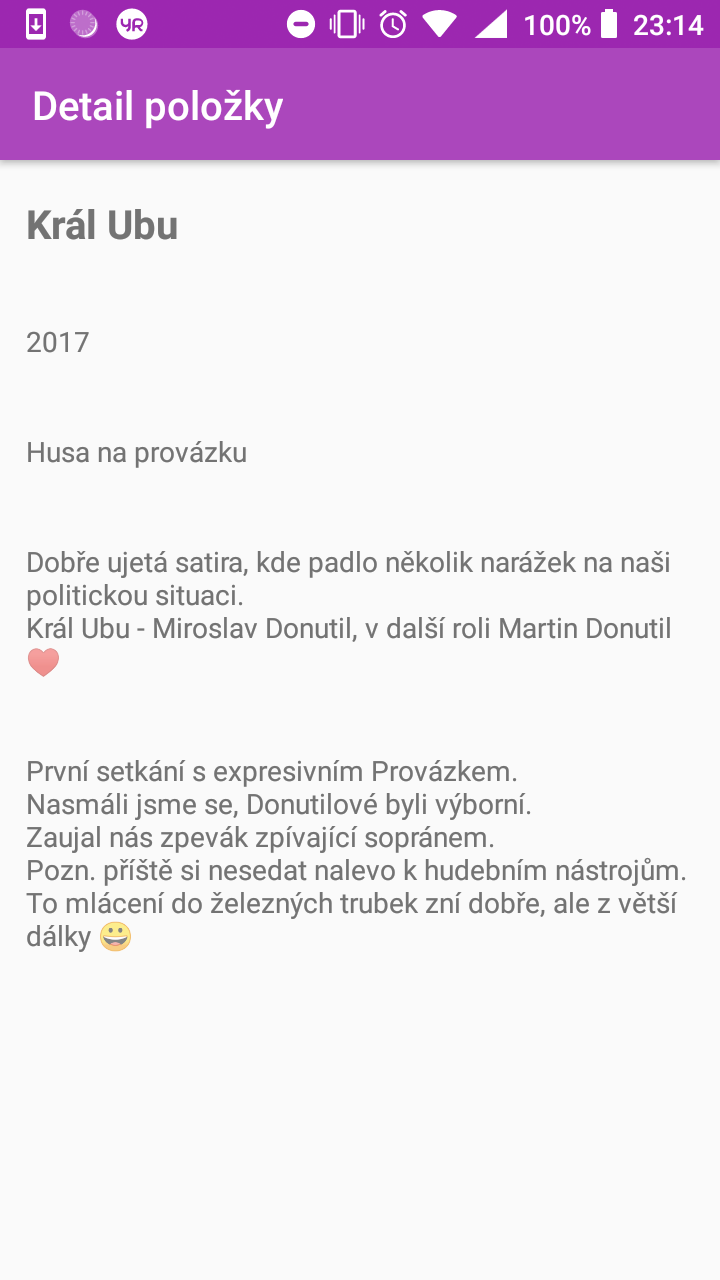 100% 23:14
Detail položky
Král Ubu
2017
Husa na provázku
Dobře ujetá satira, kde padlo několik narážek na naši
politickou situaci.
Král Ubu - Miroslav Donutil, v další roli Martin Donutil
❤
První setkání s expresivním Provázkem.
Nasmáli jsme se, Donutilové byli výborní.
Zaujal nás zpevák zpívající sopránem.
Pozn. příště si nesedat nalevo k hudebním nástrojům.
To mlácení do železných trubek zní dobře, ale z větší
dálky 😀